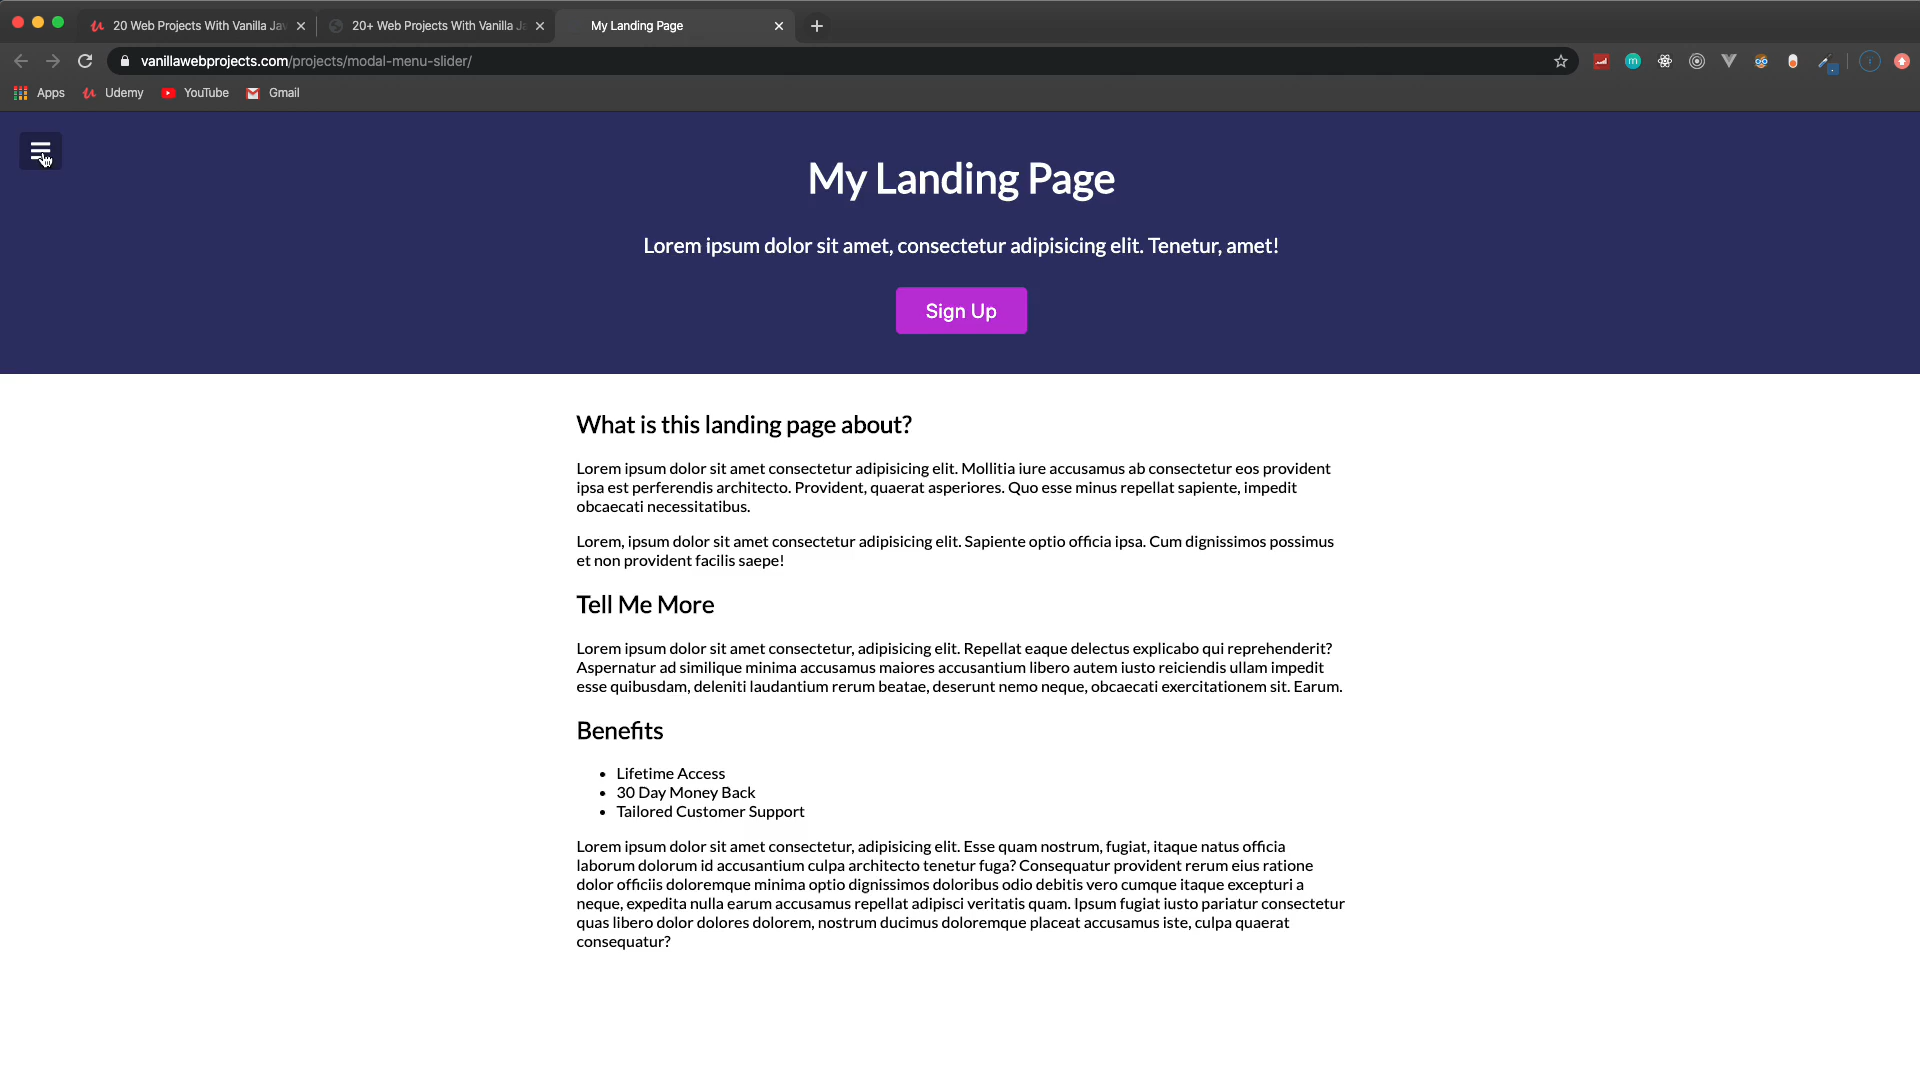 20 Web Projects With Vanilla Jav
20+ Web Projects With Vanilla Ja
My Landing Page
vanillawebprojects.com/projects/modal-menu-slider/
Apps
Udemy
YouTube
Gmail
My Landing Page
Lorem ipsum dolor sit amet, consectetur adipisicing elit. Tenetur, amet!
Sign Up
What is this landing page about?
Lorem ipsum dolor sit amet consectetur adipisicing elit. Mollitia iure accusamus ab consectetur eos provident
ipsa est perferendis architecto. Provident, quaerat asperiores. Quo esse minus repellat sapiente, impedit
obcaecati necessitatibus.
Lorem, ipsum dolor sit amet consectetur adipisicing elit. Sapiente optio officia ipsa. Cum dignissimos possimus
et non provident facilis saepe!
Tell Me More
Lorem ipsum dolor sit amet consectetur, adipisicing elit. Repellat eaque delectus explicabo qui reprehenderit?
Aspernatur ad similique minima accusamus maiores accusantium libero autem iusto reiciendis ullam impedit
esse quibusdam, deleniti laudantium rerum beatae, deserunt nemo neque, obcaecati exercitationem sit. Earum.
Benefits
• Lifetime Access
• 30 Day Money Back
• Tailored Customer Support
Lorem ipsum dolor sit amet consectetur, adipisicing elit. Esse quam nostrum, fugiat, itaque natus officia
laborum dolorum id accusantium culpa architecto tenetur fuga? Consequatur provident rerum eius ratione
dolor officiis doloremque minima optio dignissimos doloribus odio debitis vero cumque itaque excepturi a
neque, expedita nulla earum accusamus repellat adipisci veritatis quam. Ipsum fugiat iusto pariatur consectetur
quas libero dolor dolores dolorem, nostrum ducimus doloremque placeat accusamus iste, culpa quaerat
consequatur?